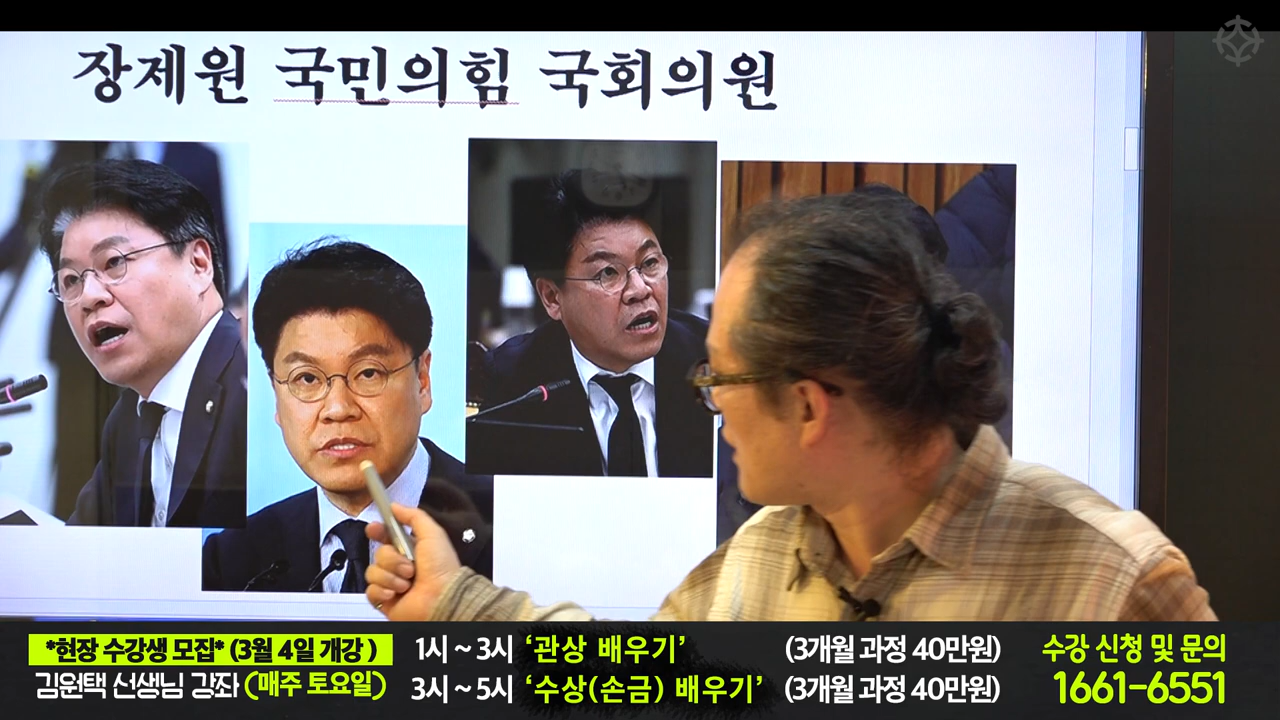 장제원 국민의힘 국회의원
*현장 수강생 모집* (3월 4일 개강 )
김원택 선생님 강좌 (매주 토요일)
1시 ~ 3시 ‘관상 배우기’ (3개월 과정 40만원)
3시 ~ 5시 ‘수상(손금) 배우기’ (3개월 과정 40만원)
수강 신청 및 문의
1661-6551